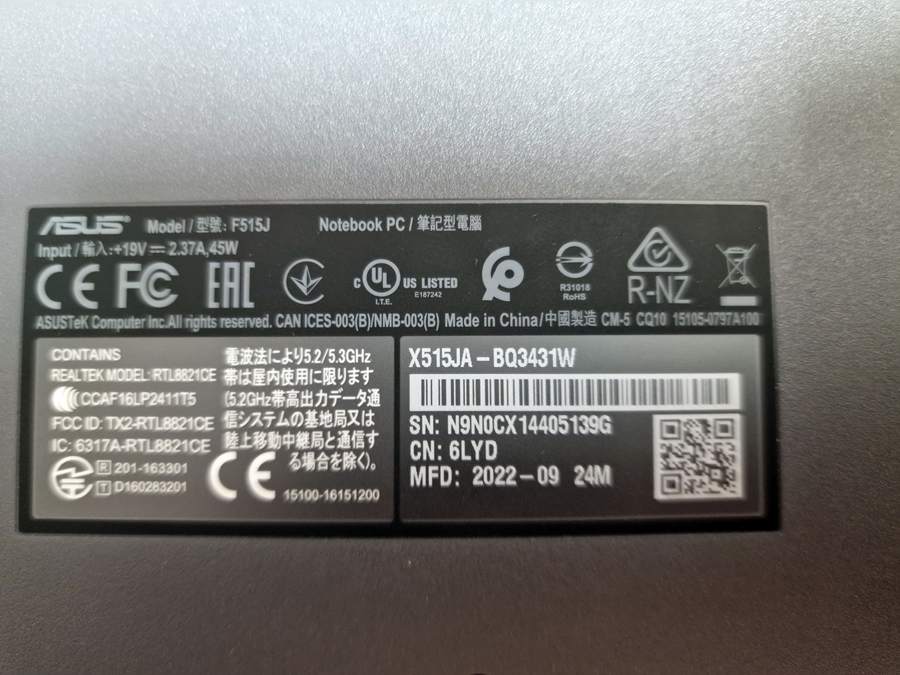 ASUS® Model / 型號: F515J Notebook PC / 筆記型電腦
Input / 輸入:+19V⎓ 2.37A,45W
CE FC EAC c UL US LISTED
I.T.E. E187242
R31018
RoHS
R-NZ
ASUSTeK Computer Inc.All rights reserved. CAN ICES-003(B)/NMB-003(B) Made in China/中國製造 CM-5 CQ10 15105-0797A100
CONTAINS
REALTEK MODEL: RTL8821CE
CCAF16LP2411T5
FCC ID: TX2-RTL8821CE
IC: 6317A-RTL8821CE
R 201-163301
T D160283201
電波法により5.2/5.3GHz
帯は屋内使用に限ります
(5.2GHz帯高出力データ通
信システムの基地局又は
陸上移動中継局と通信す
る場合を除く)。
CE
15100-16151200
X515JA – BQ3431W
SN: N9N0CX14405139G
CN: 6LYD
MFD: 2022–09 24M